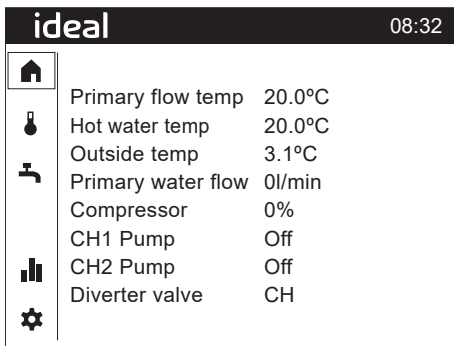 ideal 08:32
Primary flow temp 20.0ºC
Hot water temp 20.0ºC
Outside temp 3.1ºC
Primary water flow 0l/min
Compressor 0%
CH1 Pump Off
CH2 Pump Off
Diverter valve CH